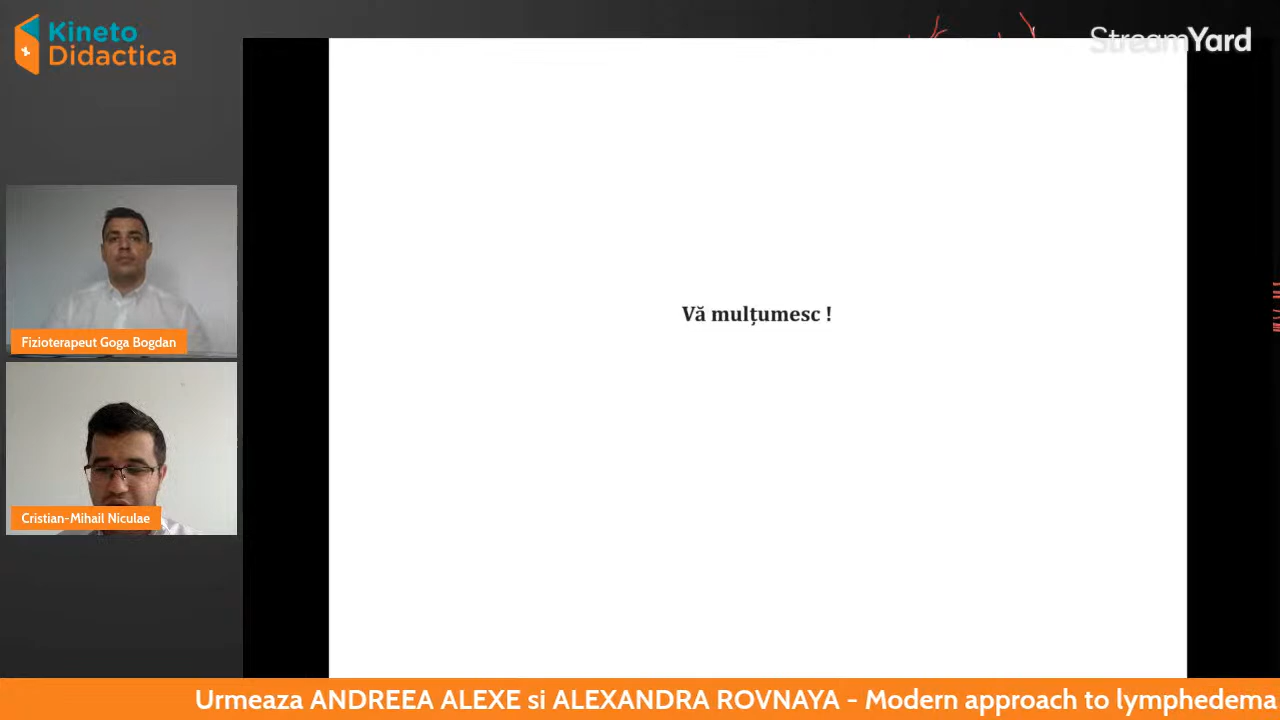 Kineto
Didactica
StreamYard
Vă mulțumesc !
Fizioterapeut Goga Bogdan
Cristian-Mihail Niculae
Urmeaza ANDREEA ALEXE si ALEXANDRA ROVNAYA - Modern approach to lymphedema